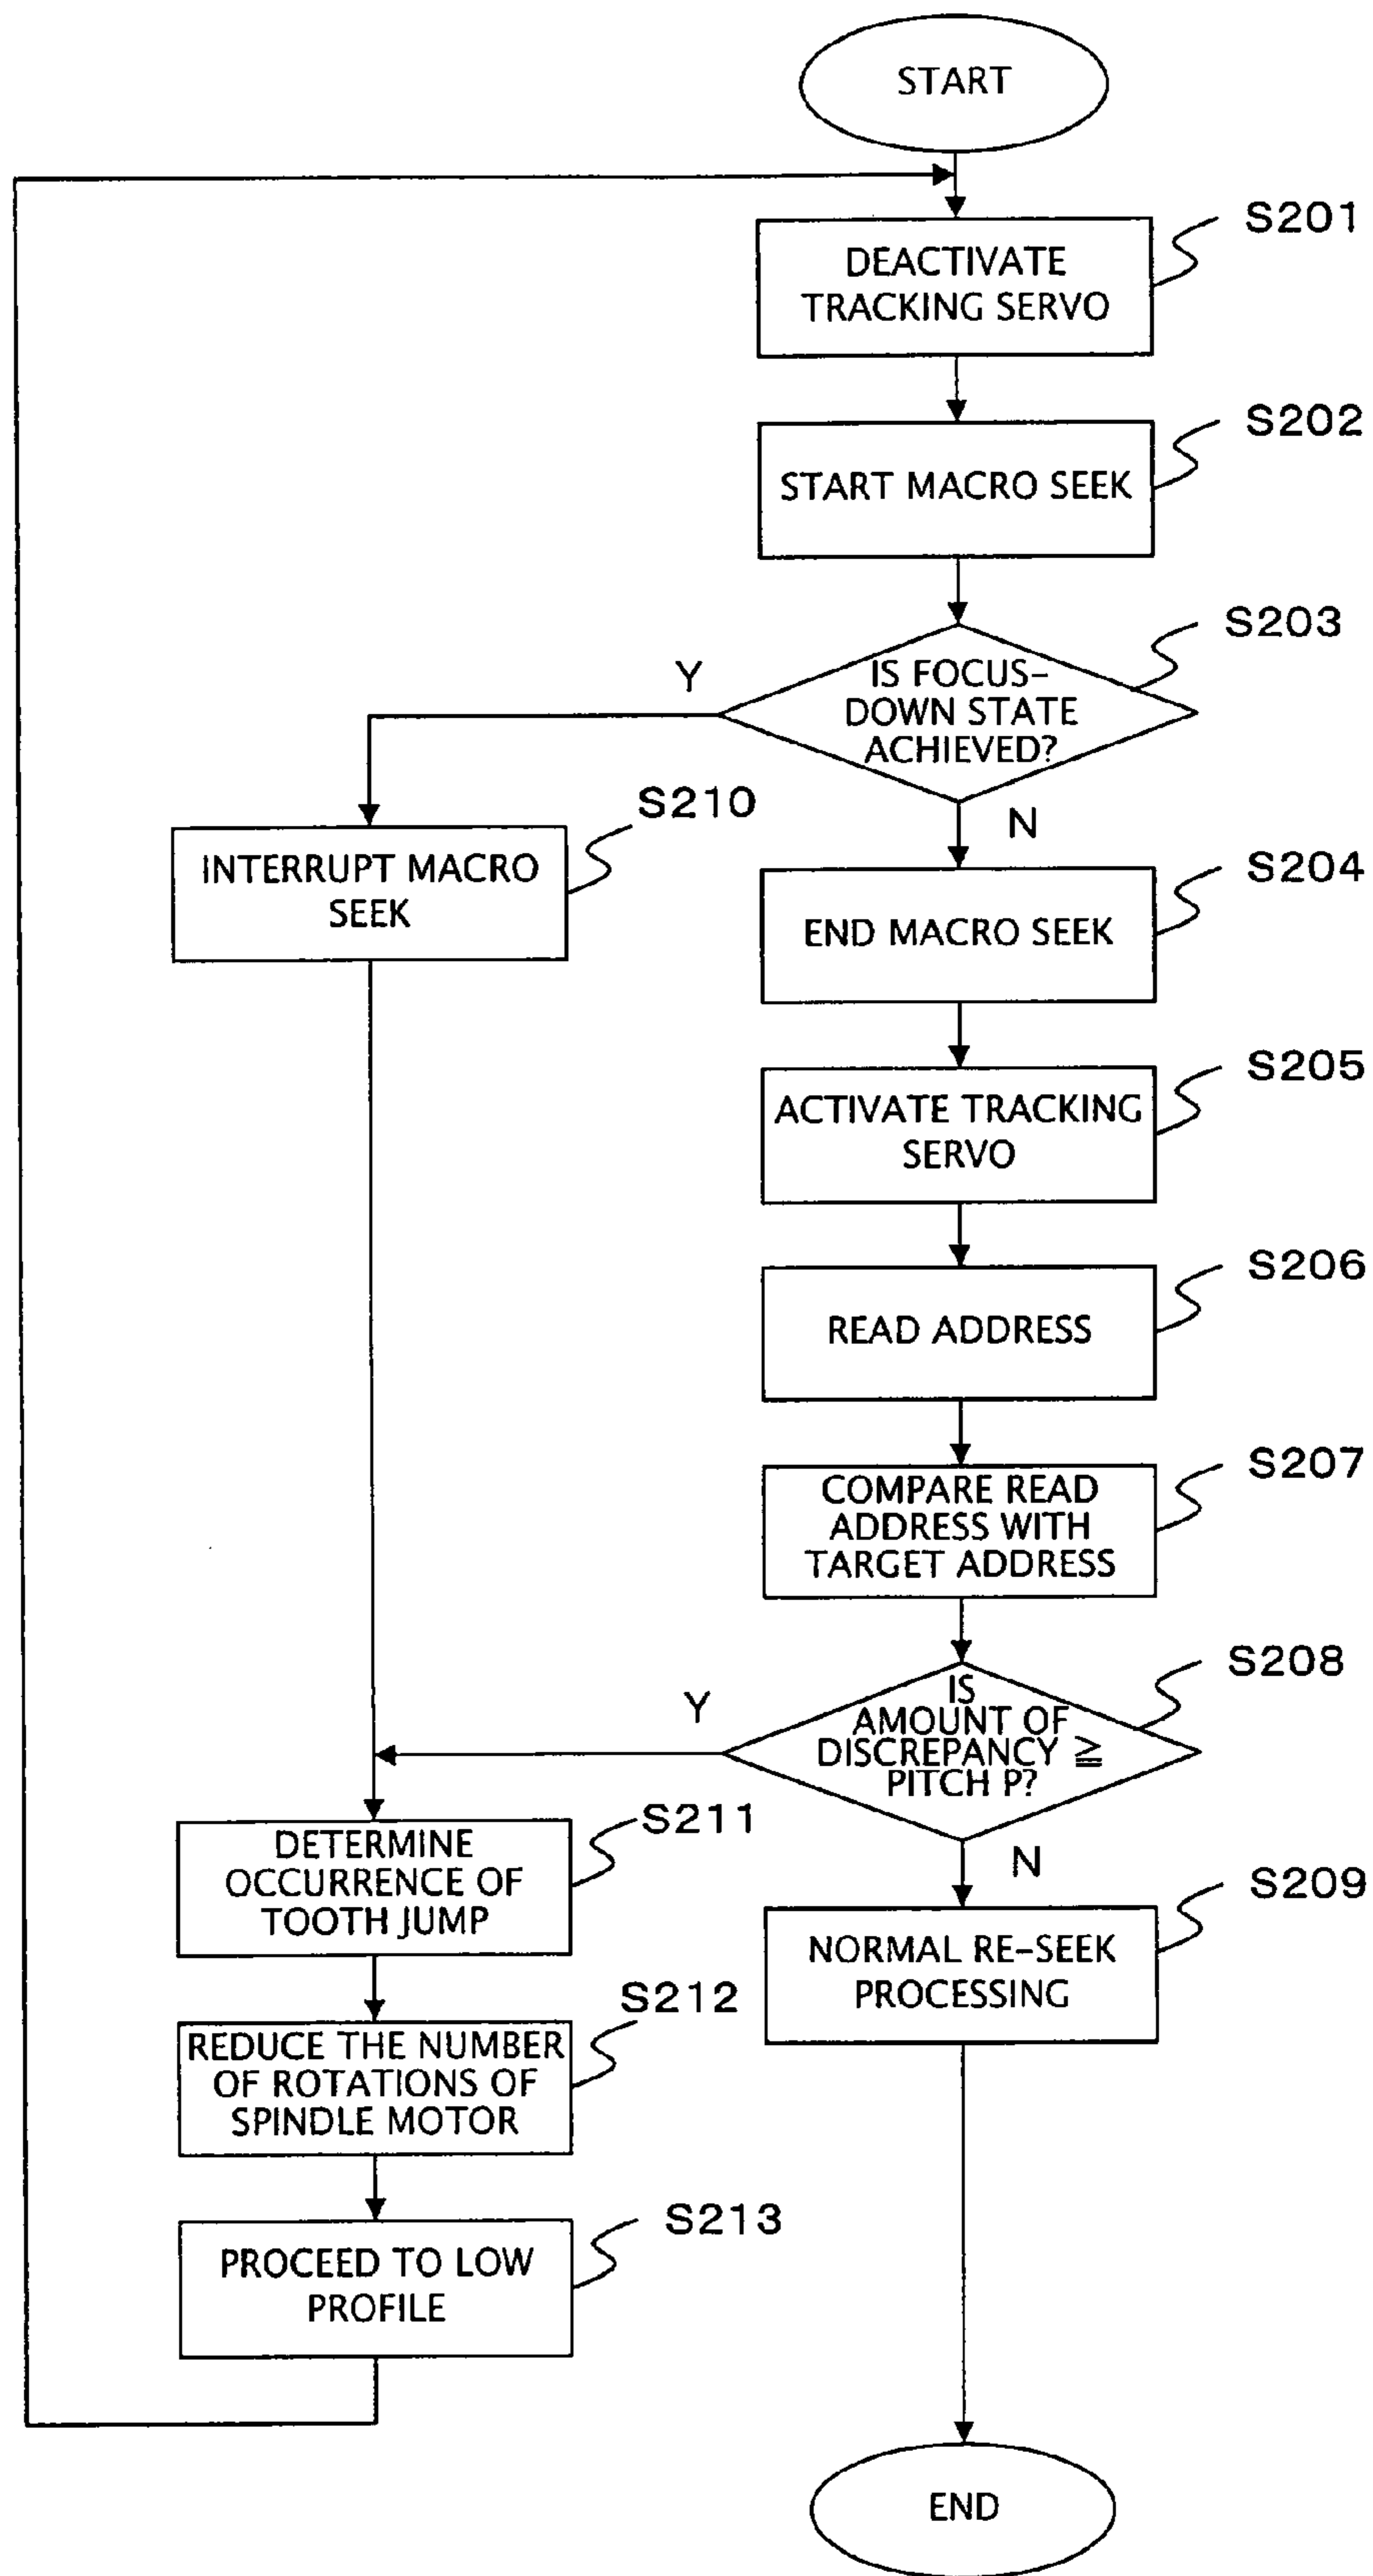 START
S201
DEACTIVATE
TRACKING SERVO
S202
START MACRO SEEK
S203
IS FOCUS-
DOWN STATE
ACHIEVED?
Y
N
S210
INTERRUPT MACRO
SEEK
S204
END MACRO SEEK
S205
ACTIVATE TRACKING
SERVO
S206
READ ADDRESS
S207
COMPARE READ
ADDRESS WITH
TARGET ADDRESS
S208
IS
AMOUNT OF
DISCREPANCY ≧
PITCH P?
Y
N
S211
DETERMINE
OCCURRENCE OF
TOOTH JUMP
S209
NORMAL RE-SEEK
PROCESSING
S212
REDUCE THE NUMBER
OF ROTATIONS OF
SPINDLE MOTOR
S213
PROCEED TO LOW
PROFILE
END